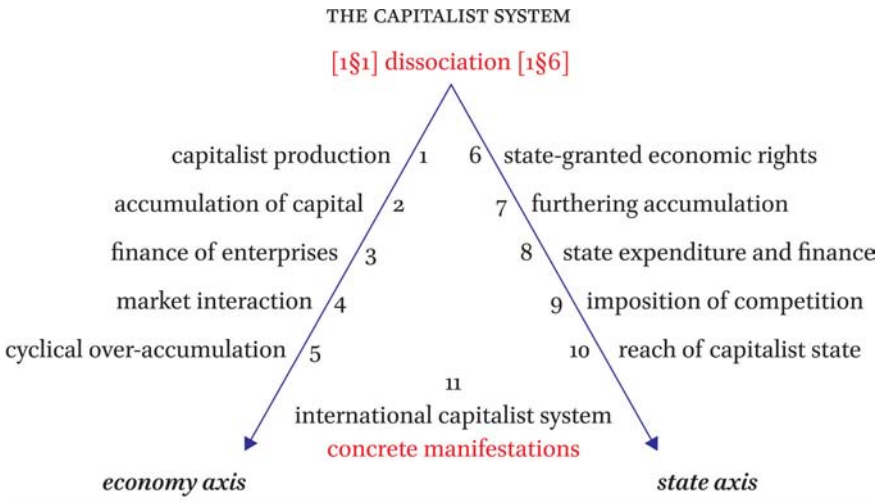 THE CAPITALIST SYSTEM
[1§1] dissociation [1§6]
capitalist production 1 6 state-granted economic rights
accumulation of capital 2 7 furthering accumulation
finance of enterprises 3 8 state expenditure and finance
market interaction 4 9 imposition of competition
cyclical over-accumulation 5 10 reach of capitalist state
11
international capitalist system
concrete manifestations
economy axis state axis